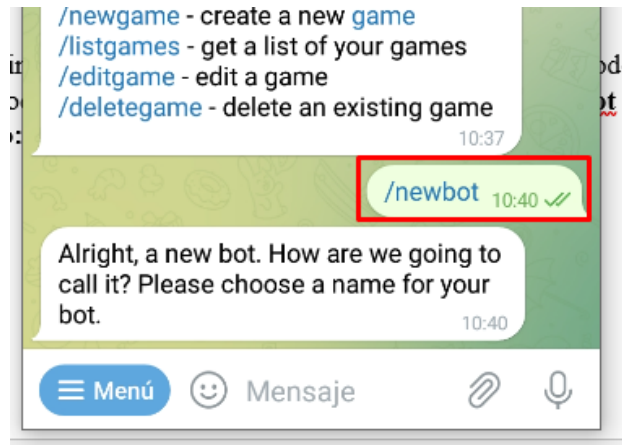 /newgame - create a new game
/listgames - get a list of your games
/editgame - edit a game
/deletegame - delete an existing game
10:37
/newbot 10:40
Alright, a new bot. How are we going to
call it? Please choose a name for your
bot.
10:40
Menú Mensaje